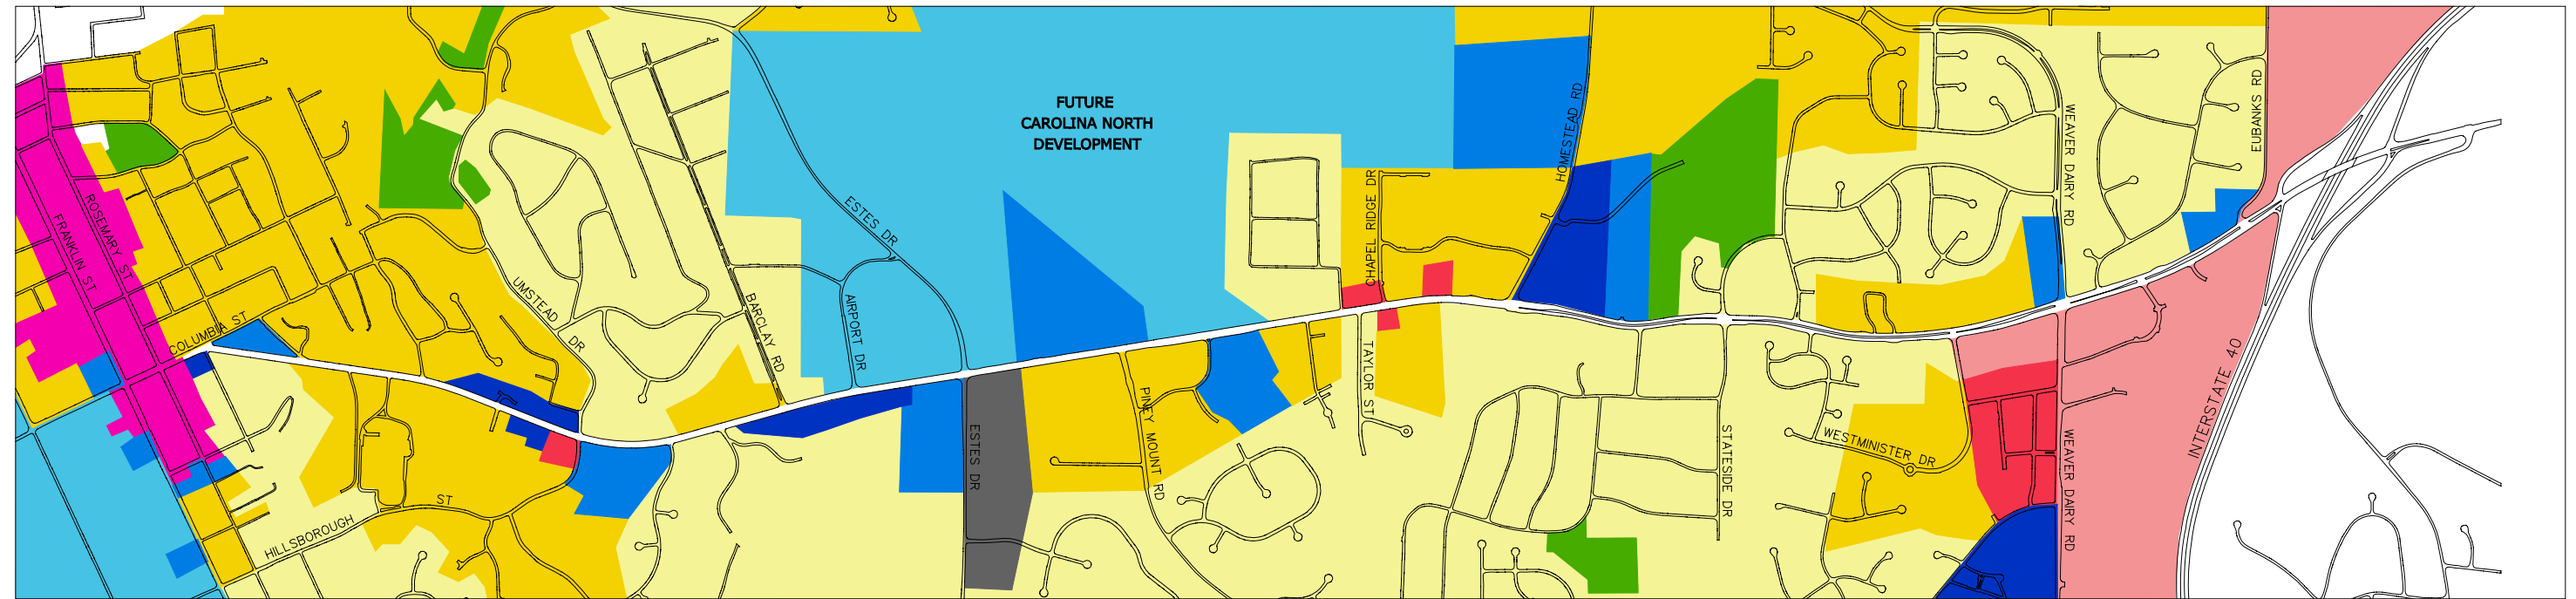 FUTURE
CAROLINA NORTH
DEVELOPMENT
ROSEMARY ST
FRANKLIN ST
COLUMBIA ST
HILLSBOROUGH ST
UMSTEAD DR
BARCLAY RD
AIRPORT DR
ESTES DR
ESTES DR
PINEY MOUNT RD
CHAPEL RIDGE DR
TAYLOR ST
HOMESTEAD RD
STATESIDE DR
WESTMINISTER DR
WEAVER DAIRY RD
WEAVER DAIRY RD
EUBANKS RD
INTERSTATE 40